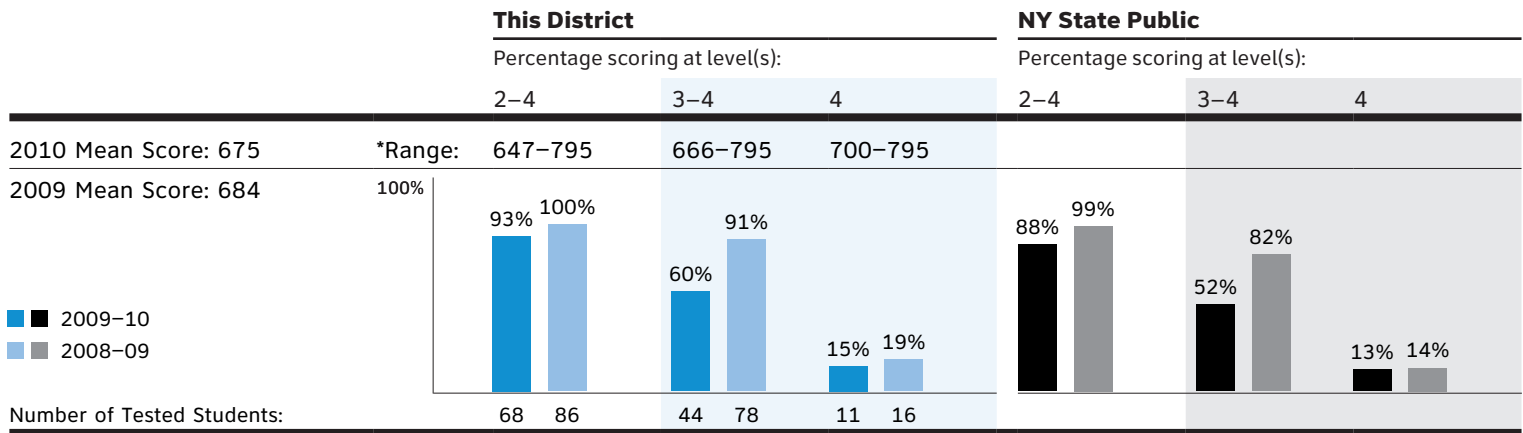 This District NY State Public
Percentage scoring at level(s): Percentage scoring at level(s):
2–4 3–4 4 2–4 3–4 4
2010 Mean Score: 675 *Range: 647–795 666–795 700–795
2009 Mean Score: 684 100%
93% 100% 91% 60% 15% 19% 88% 99% 82% 52% 13% 14%
2009–10
2008–09
Number of Tested Students: 68 86 44 78 11 16